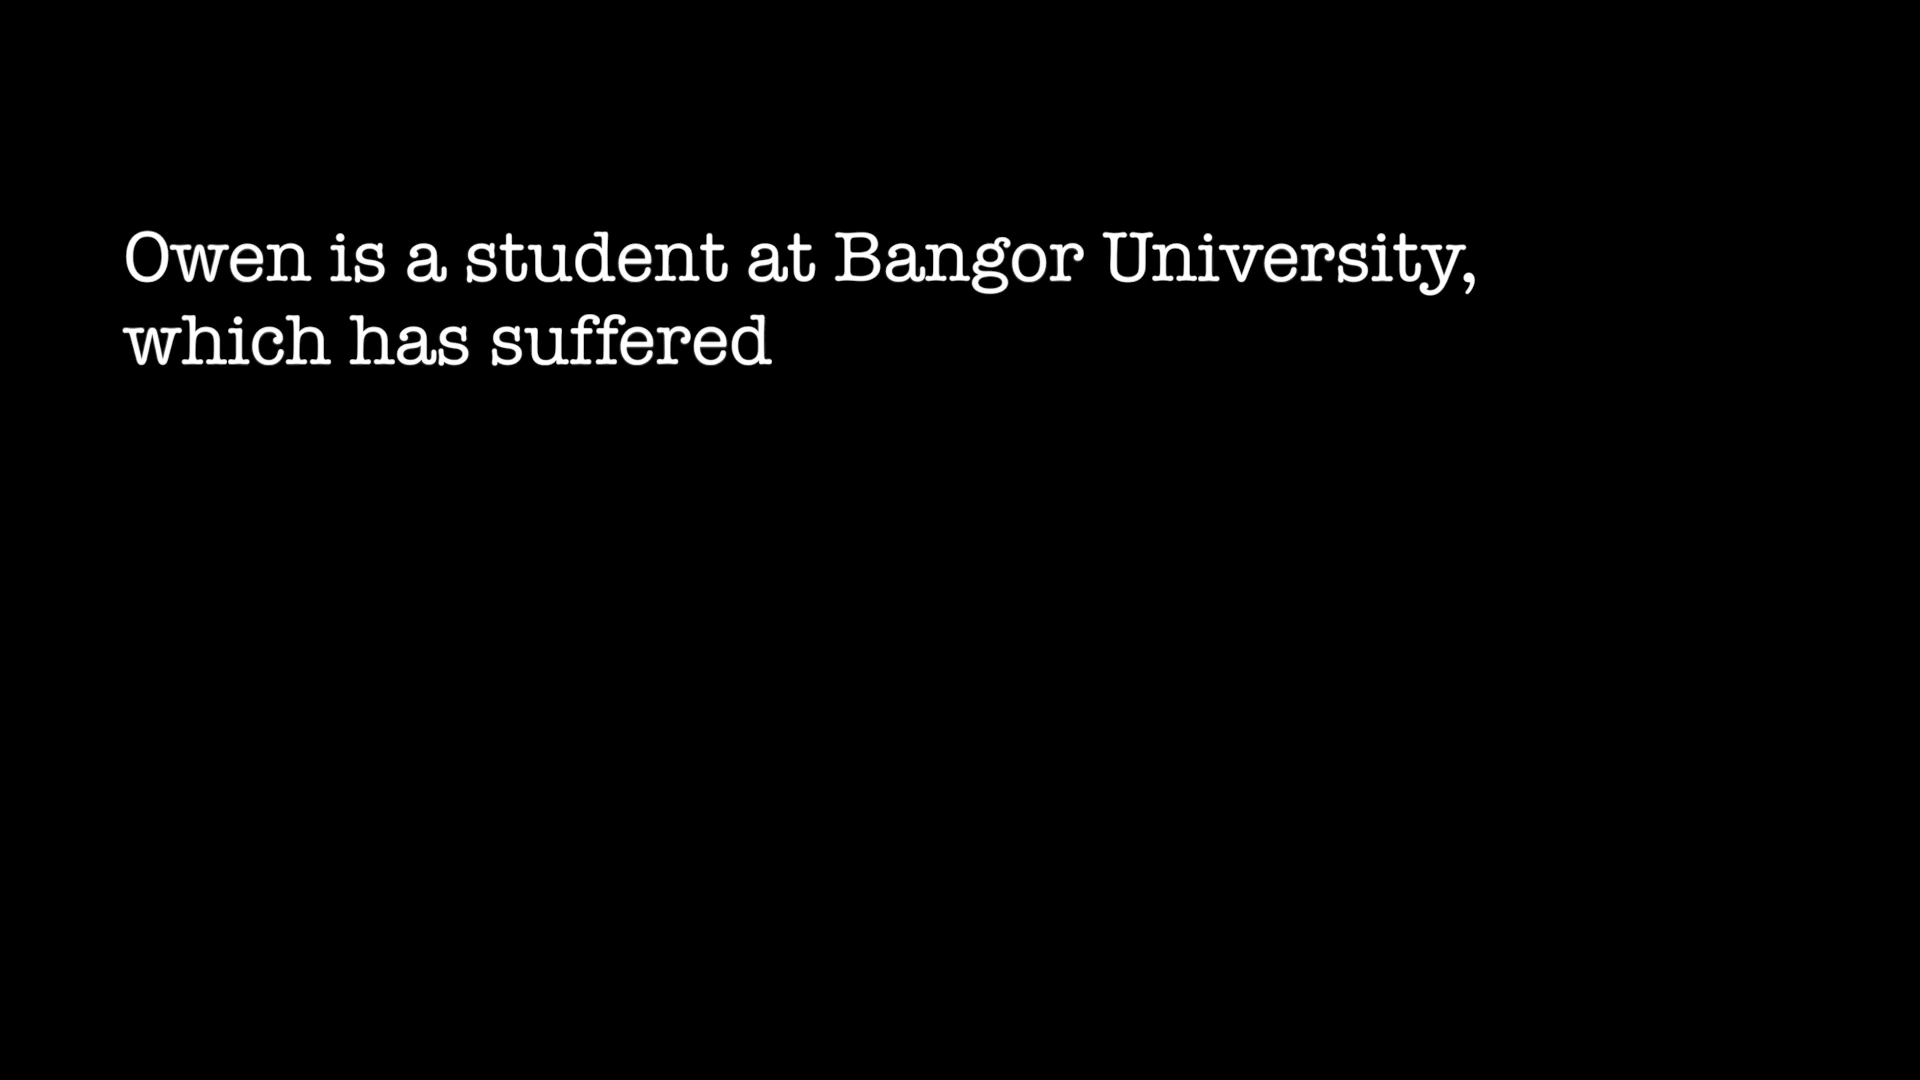 Owen is a student at Bangor University,
which has suffered